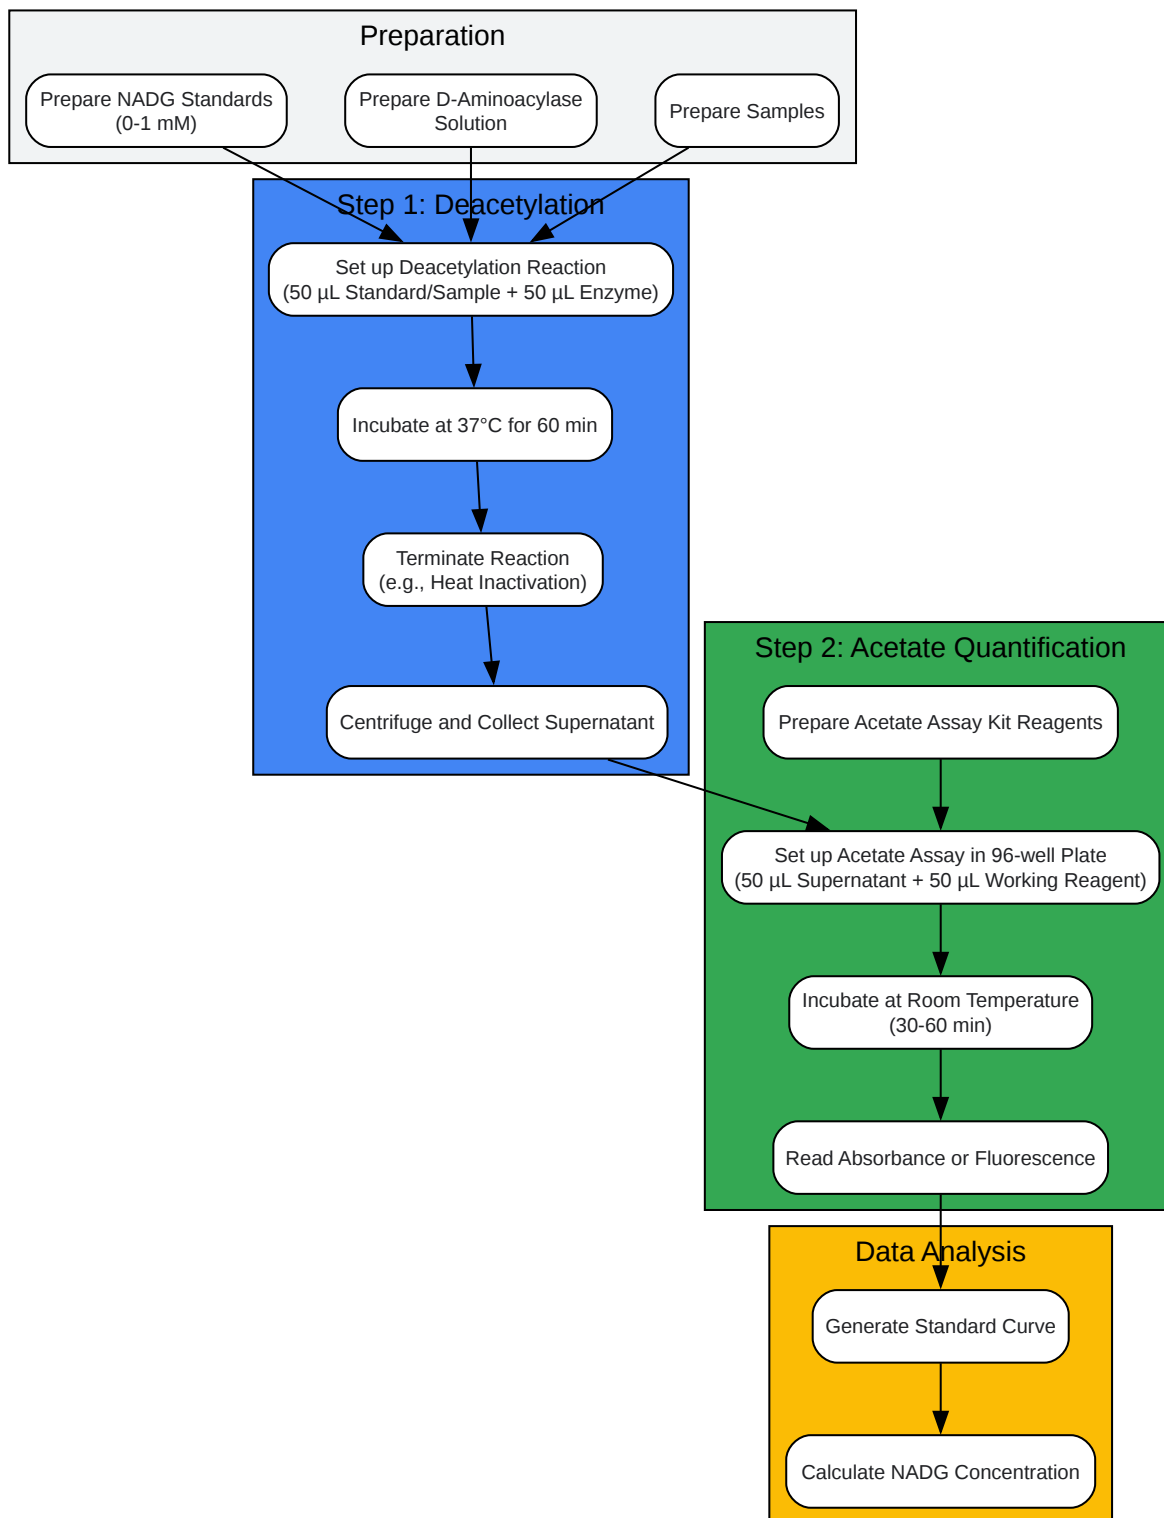 Preparation
Prepare NADG Standards
(0-1 mM)
Prepare D-Aminoacylase
Solution
Prepare Samples
Step 1: Deacetylation
Set up Deacetylation Reaction
(50 µL Standard/Sample + 50 µL Enzyme)
Incubate at 37°C for 60 min
Terminate Reaction
(e.g., Heat Inactivation)
Centrifuge and Collect Supernatant
Step 2: Acetate Quantification
Prepare Acetate Assay Kit Reagents
Set up Acetate Assay in 96-well Plate
(50 µL Supernatant + 50 µL Working Reagent)
Incubate at Room Temperature
(30-60 min)
Read Absorbance or Fluorescence
Data Analysis
Generate Standard Curve
Calculate NADG Concentration